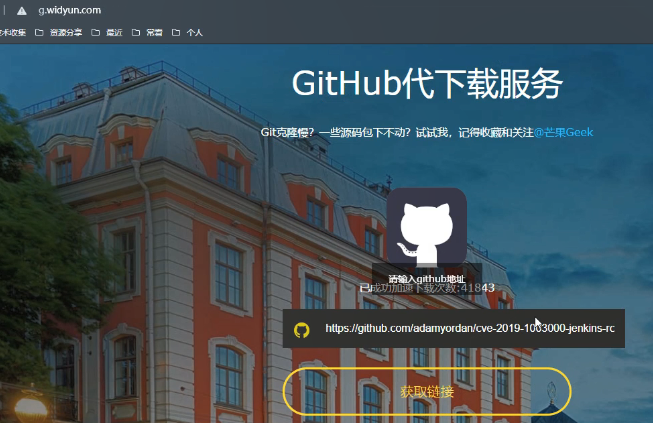 g.widyun.com
术收集 资源分享 最近 常看 个人
GitHub代下载服务
Git克隆慢？一些源码包下不动？试试我，记得收藏和关注@芒果Geek
请输入github地址
已成功加速下载次数:41843
https://github.com/adamyordan/cve-2019-1003000-jenkins-rc
获取链接